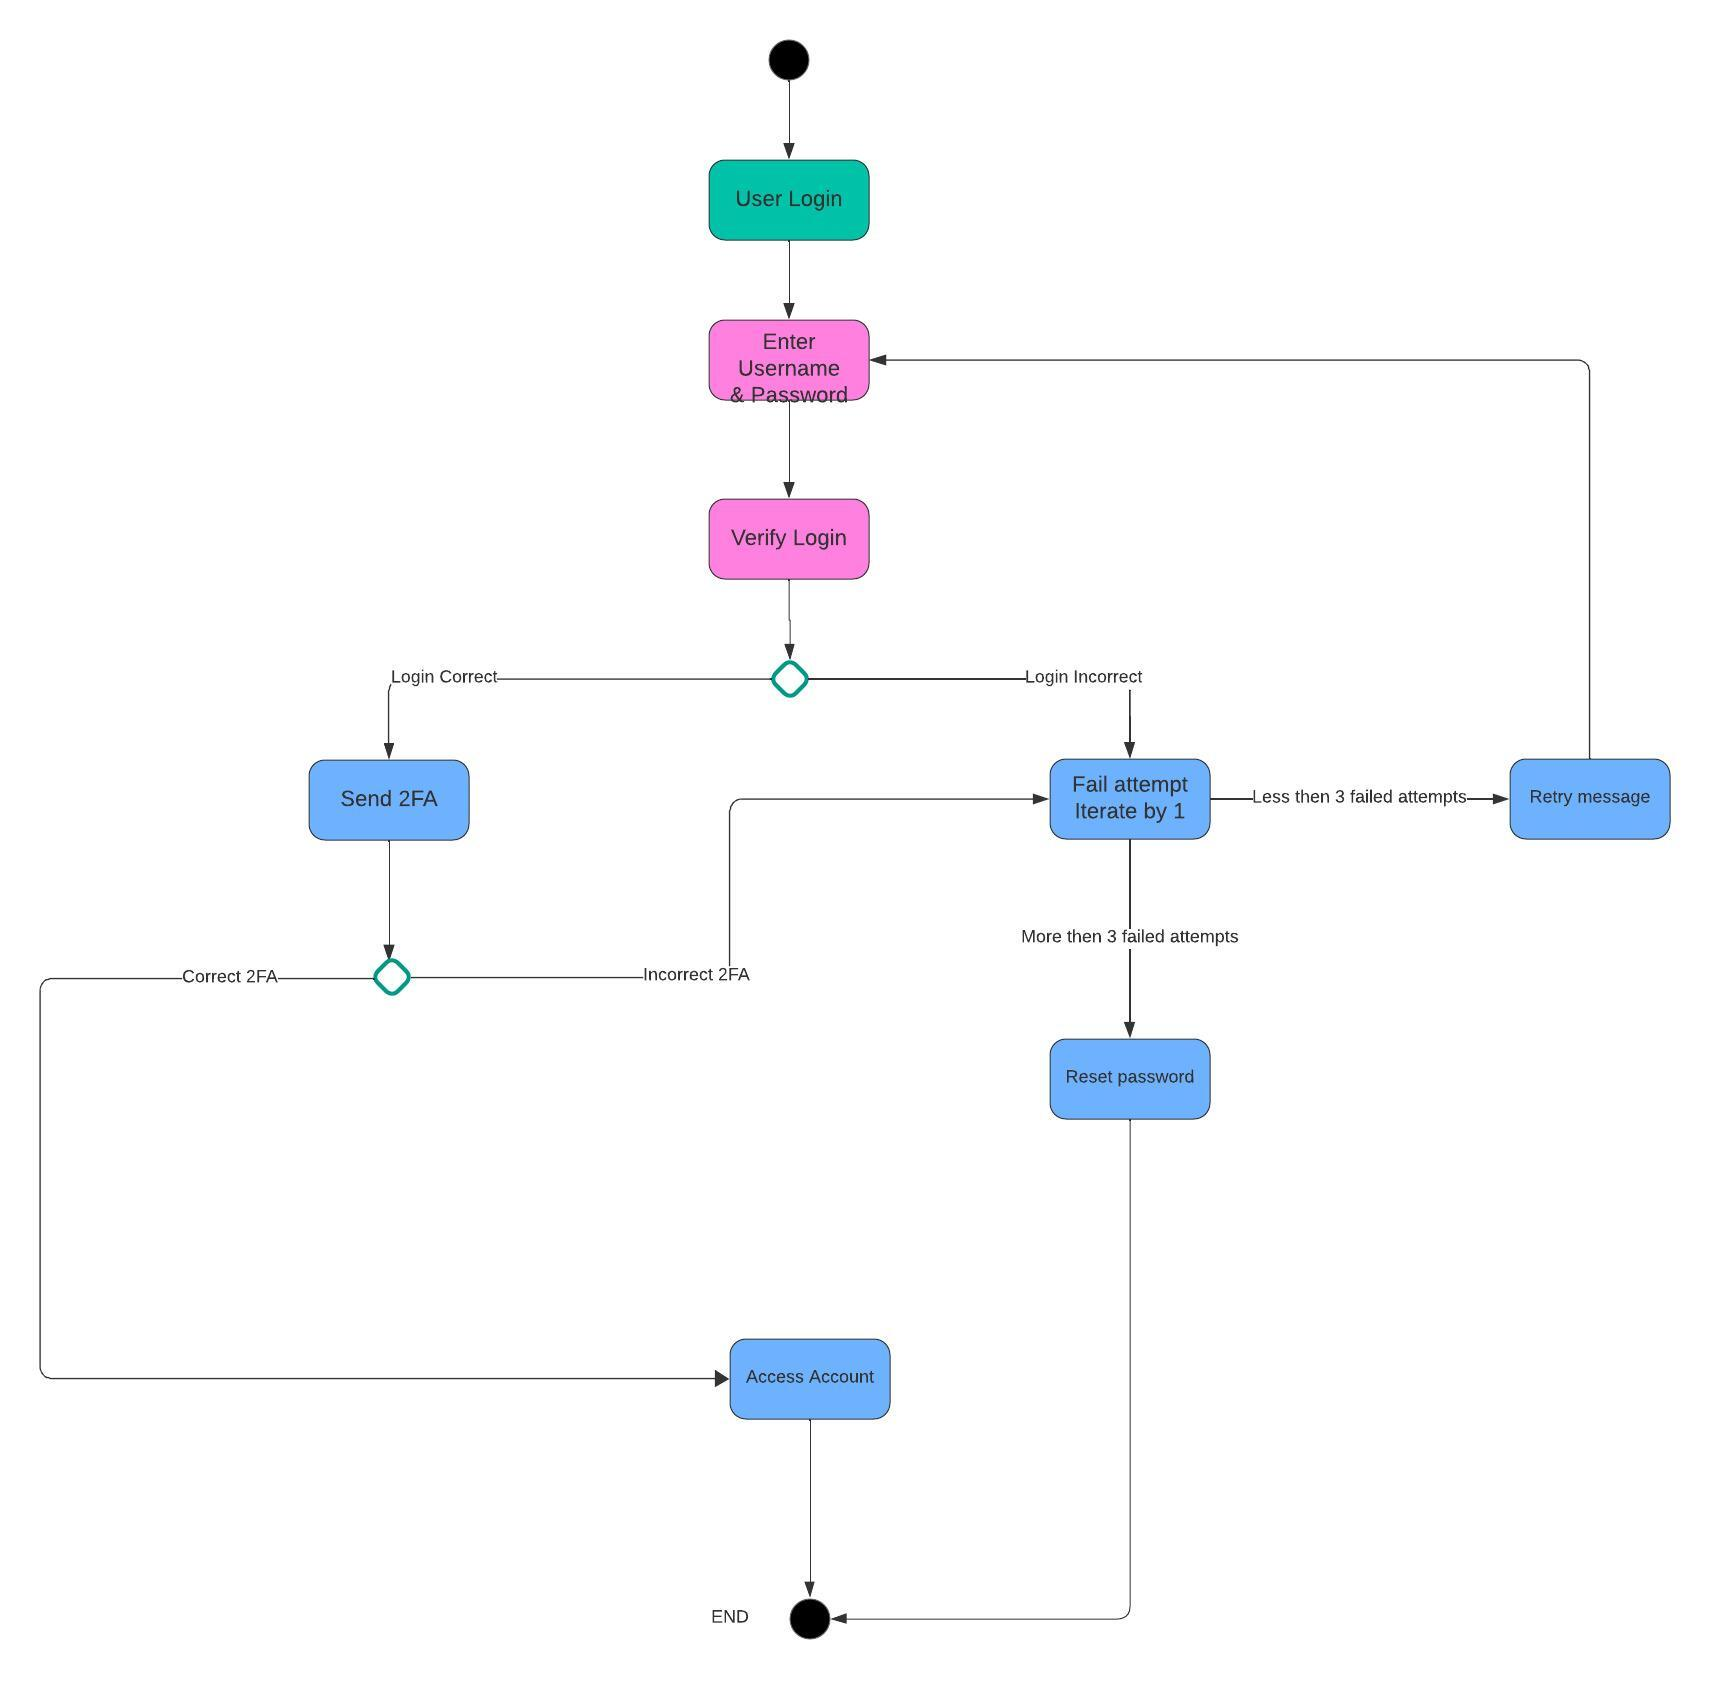 User Login
Enter
Username
& Password
Verify Login
Login Correct
Login Incorrect
Send 2FA
Fail attempt
Iterate by 1
Less then 3 failed attempts
Retry message
More then 3 failed attempts
Correct 2FA
Incorrect 2FA
Reset password
Access Account
END